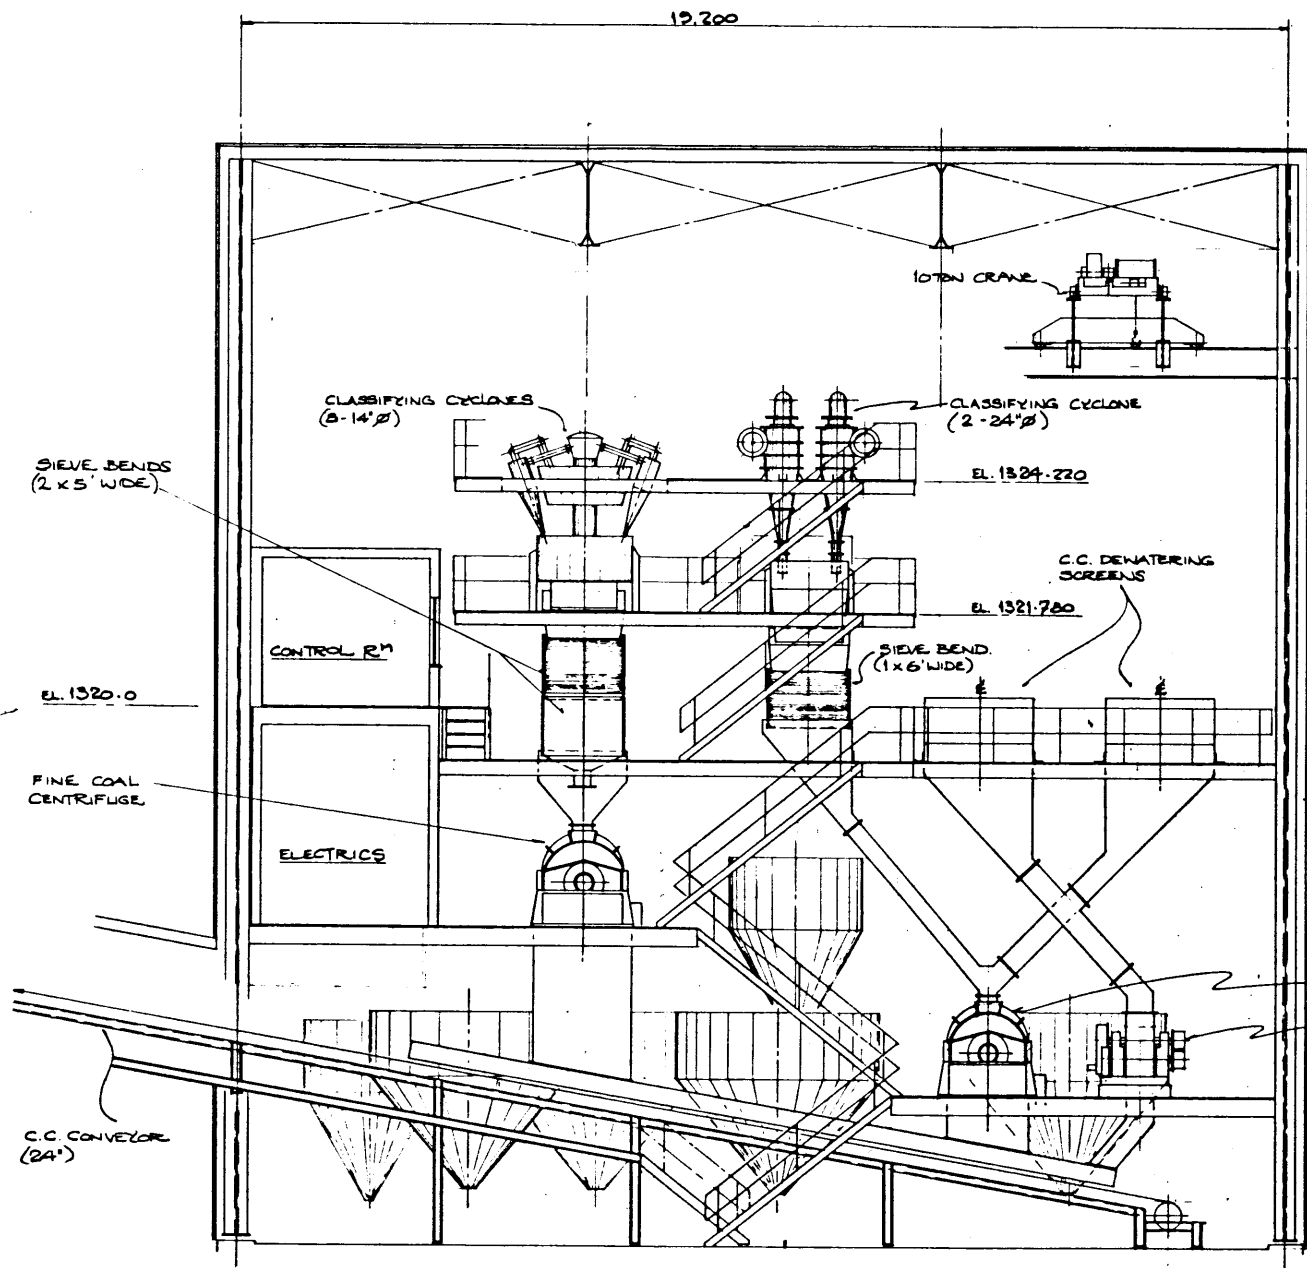 19,200
10 TON CRANE
CLASSIFYING CYCLONES
(8-14"Ø)
CLASSIFYING CYCLONE
(2-24"Ø)
SIEVE BENDS
(2 x 5' WIDE)
EL. 1324.220
C.C. DEWATERING
SCREENS
EL. 1321.780
CONTROL RM
SIEVE BEND.
(1 x 6' WIDE)
EL. 1320.0
FINE COAL
CENTRIFUGE
ELECTRICS
C.C. CONVEYOR
(24")